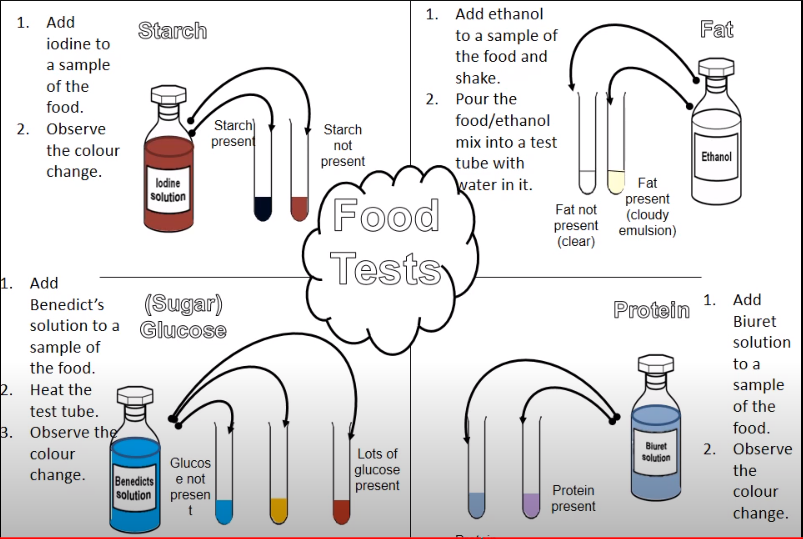 Starch
1. Add
iodine to
a sample
of the
food.
2. Observe
the colour
change.
Iodine
solution
Starch
present
Starch
not
present
Fat
1. Add ethanol
to a sample of
the food and
shake.
2. Pour the
food/ethanol
mix into a test
tube with
water in it.
Ethanol
Fat not
present
(clear)
Fat
present
(cloudy
emulsion)
Food
Tests
(Sugar)
Glucose
1. Add
Benedict’s
solution to a
sample of
the food.
2. Heat the
test tube.
3. Observe the
colour
change.
Benedicts
solution
Glucos
e not
presen
t
Lots of
glucose
present
Protein
1. Add
Biuret
solution
to a
sample
of the
food.
2. Observe
the
colour
change.
Biuret
solution
Protein
present